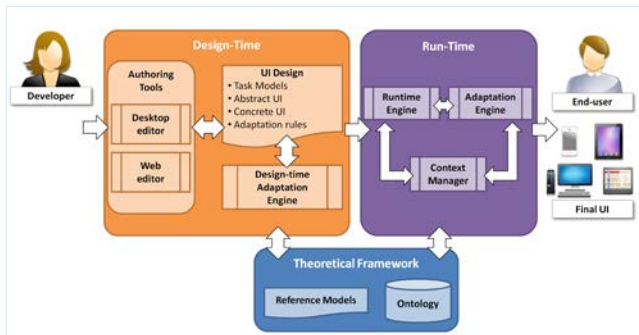 Design-Time
Run-Time
Developer
Authoring
Tools
Desktop
editor
Web
editor
UI Design
• Task Models
• Abstract UI
• Concrete UI
• Adaptation rules
Design-time
Adaptation
Engine
Runtime
Engine
Adaptation
Engine
Context
Manager
End-user
Final UI
Theoretical Framework
Reference Models
Ontology